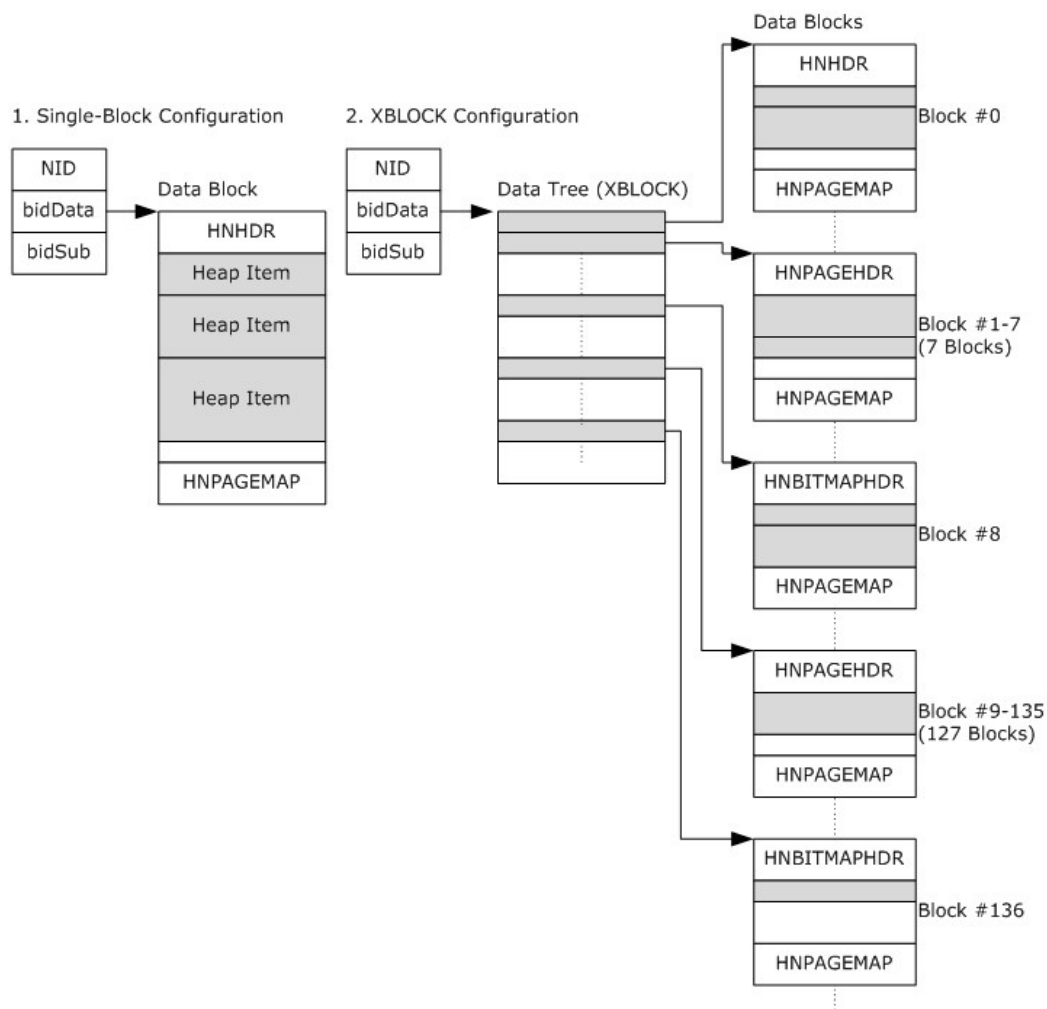 Data Blocks
HNHDR
Block #0
HNPAGEMAP
1. Single-Block Configuration
NID
bidData
bidSub
Data Block
HNHDR
Heap Item
Heap Item
Heap Item
HNPAGEMAP
2. XBLOCK Configuration
NID
bidData
bidSub
Data Tree (XBLOCK)
HNPAGEHDR
Block #1-7
(7 Blocks)
HNPAGEMAP
HNBITMAPHDR
Block #8
HNPAGEMAP
HNPAGEHDR
Block #9-135
(127 Blocks)
HNPAGEMAP
HNBITMAPHDR
Block #136
HNPAGEMAP